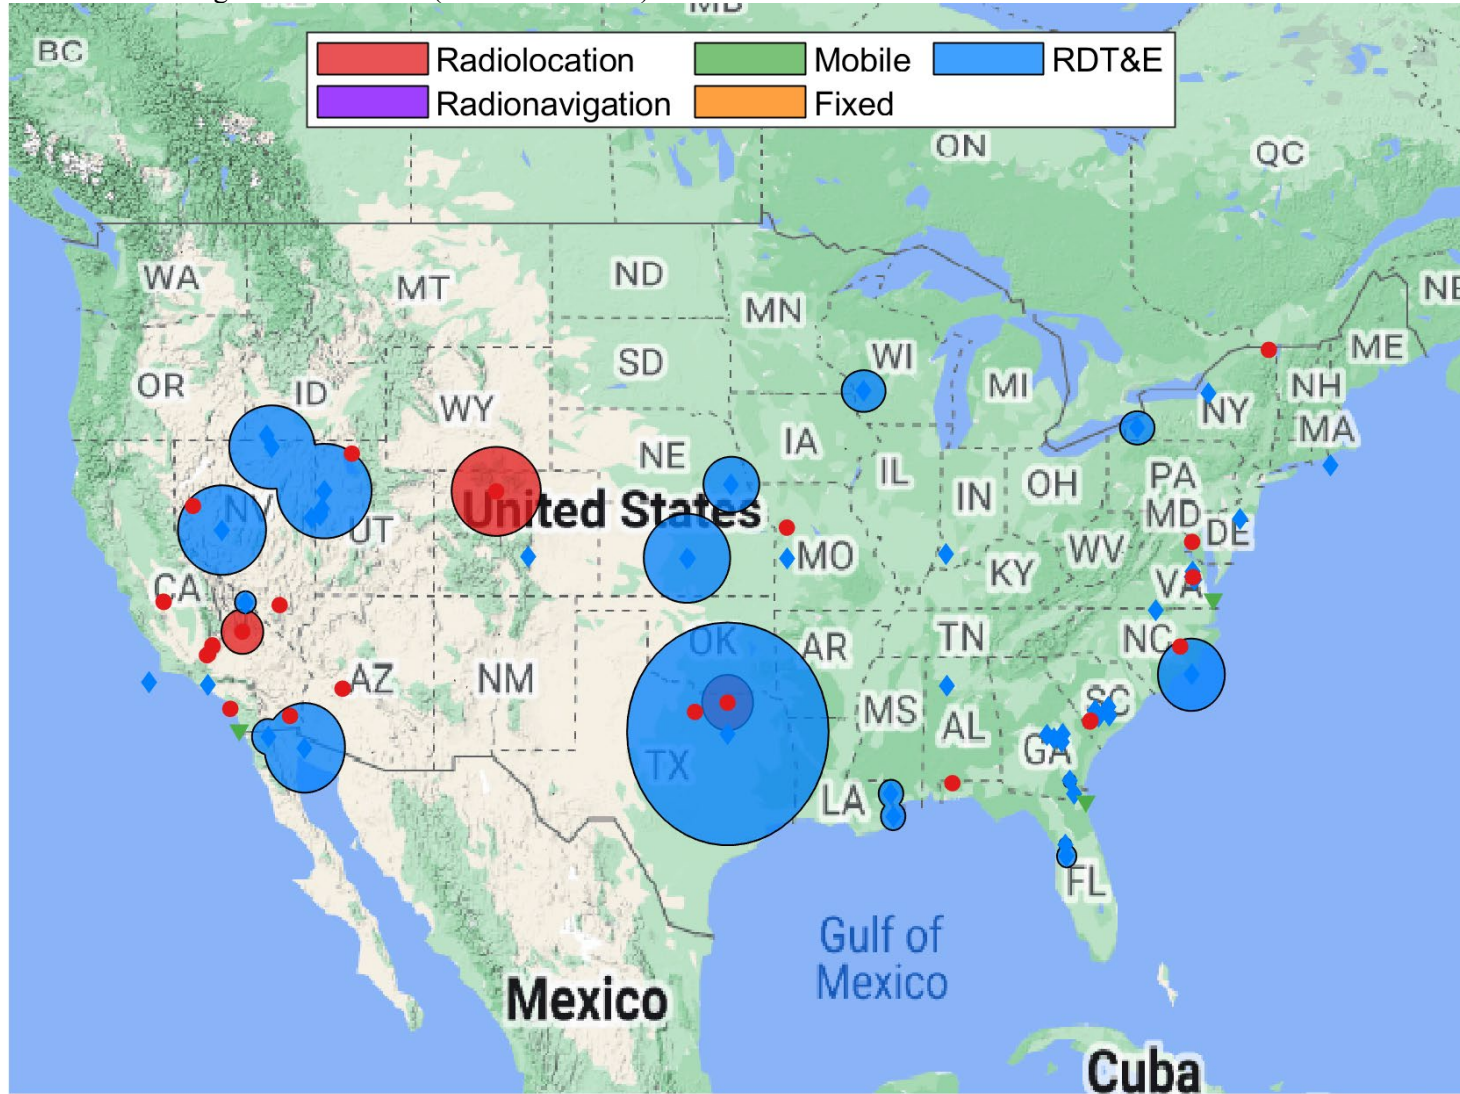 MB
BC
Radiolocation Mobile RDT&E
Radionavigation Fixed
ON
QC
WA
MT
ND
MN
NE
OR
ID
SD
WI
MI
ME
NH
WY
NY
MA
NE
IA
IL
IN
OH
PA
NV
United States
MD
UT
DE
CA
MO
KY
WV
VA
OK
AR
TN
NC
AZ
NM
MS
AL
SC
TX
GA
LA
FL
Gulf of
Mexico
Mexico
Cuba